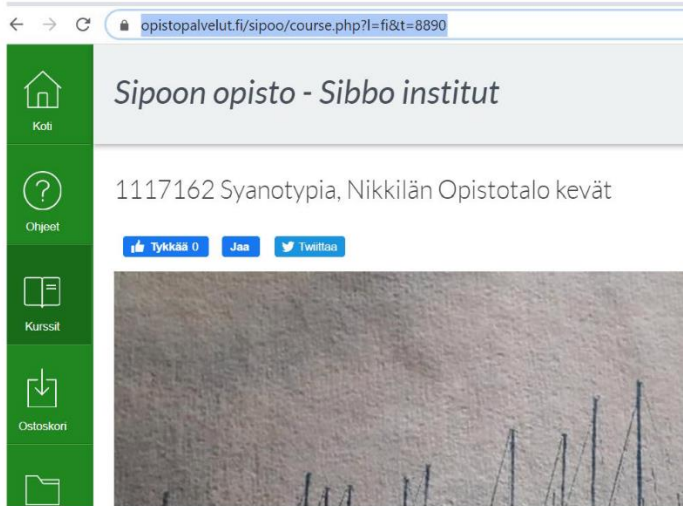 opistopalvelut.fi/sipoo/course.php?l=fi&t=8890
Sipoon opisto - Sibbo institut
Koti
1117162 Syanotypia, Nikkilän Opistotalo kevät
Ohjeet
Tykkää 0 Jaa Twiittaa
Kurssit
Ostoskori